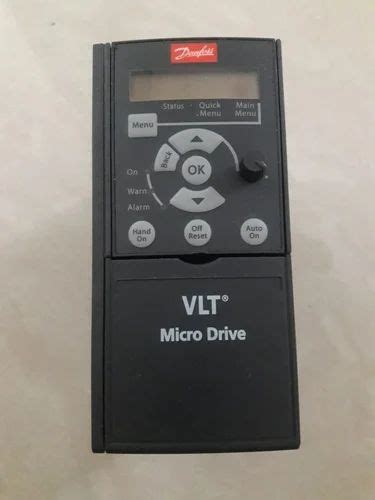 Danfoss
Status Quick Menu Main Menu
Menu
Back
OK
On
Warn
Alarm
Hand On
Off Reset
Auto On
VLT®
Micro Drive